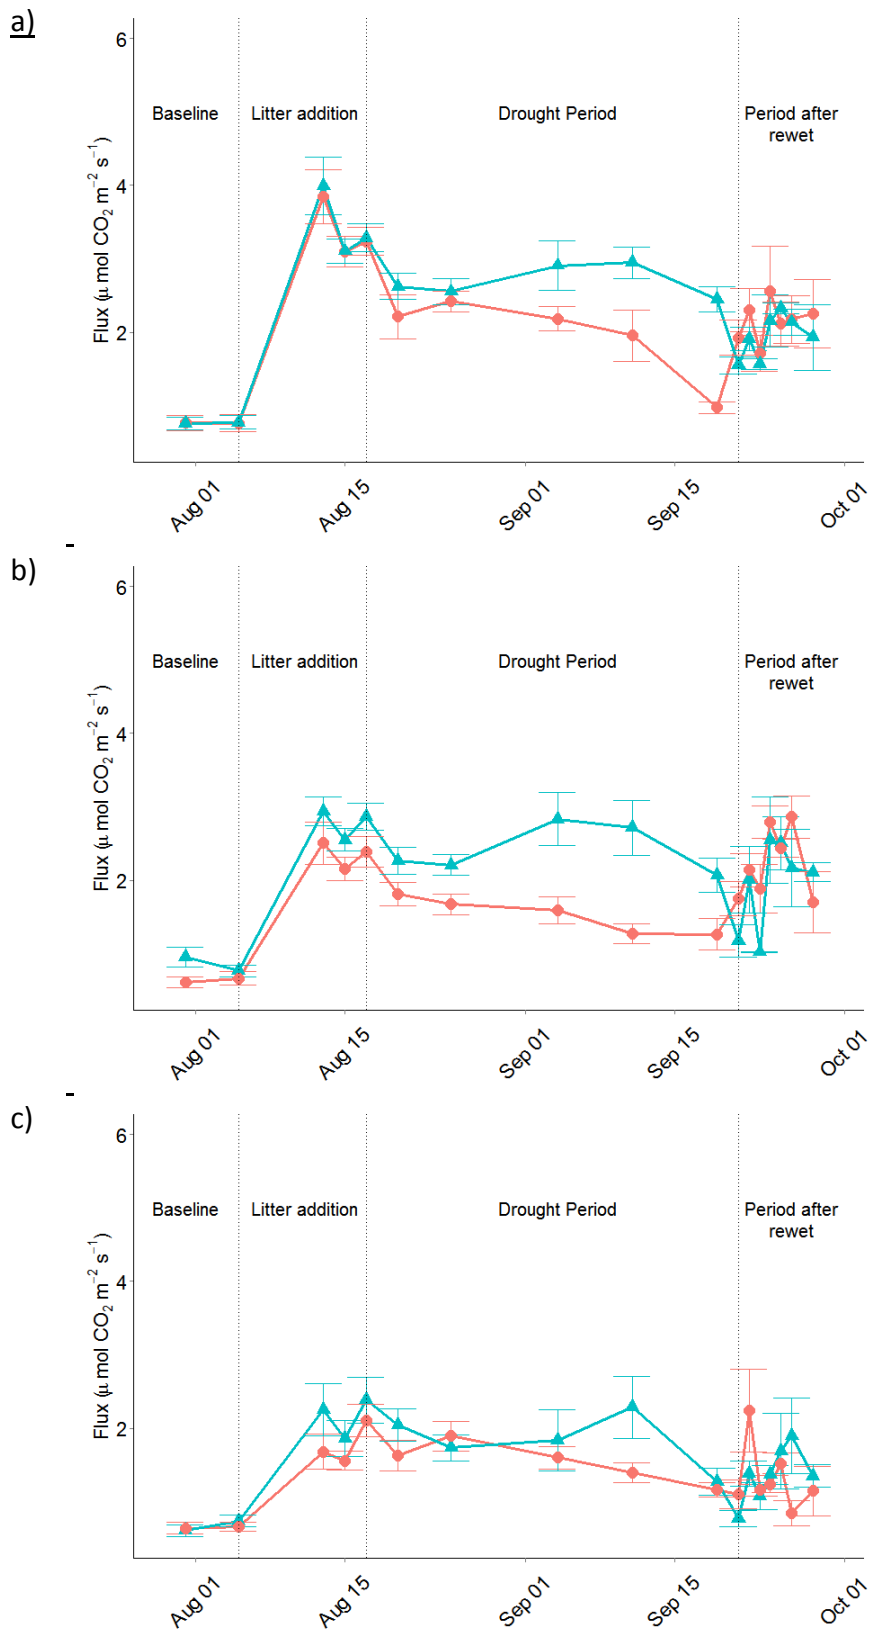 a)
6
Baseline Litter addition Drought Period Period after
rewet
4
2
Flux (μ mol CO₂ m⁻² s⁻¹)
Aug 01 Aug 15 Sep 01 Sep 15 Oct 01
b)
6
Baseline Litter addition Drought Period Period after
rewet
4
2
Flux (μ mol CO₂ m⁻² s⁻¹)
Aug 01 Aug 15 Sep 01 Sep 15 Oct 01
c)
6
Baseline Litter addition Drought Period Period after
rewet
4
2
Flux (μ mol CO₂ m⁻² s⁻¹)
Aug 01 Aug 15 Sep 01 Sep 15 Oct 01